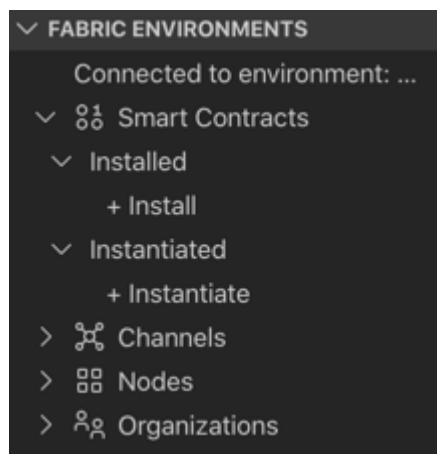 FABRIC ENVIRONMENTS
Connected to environment: ...
Smart Contracts
Installed
+ Install
Instantiated
+ Instantiate
Channels
Nodes
Organizations